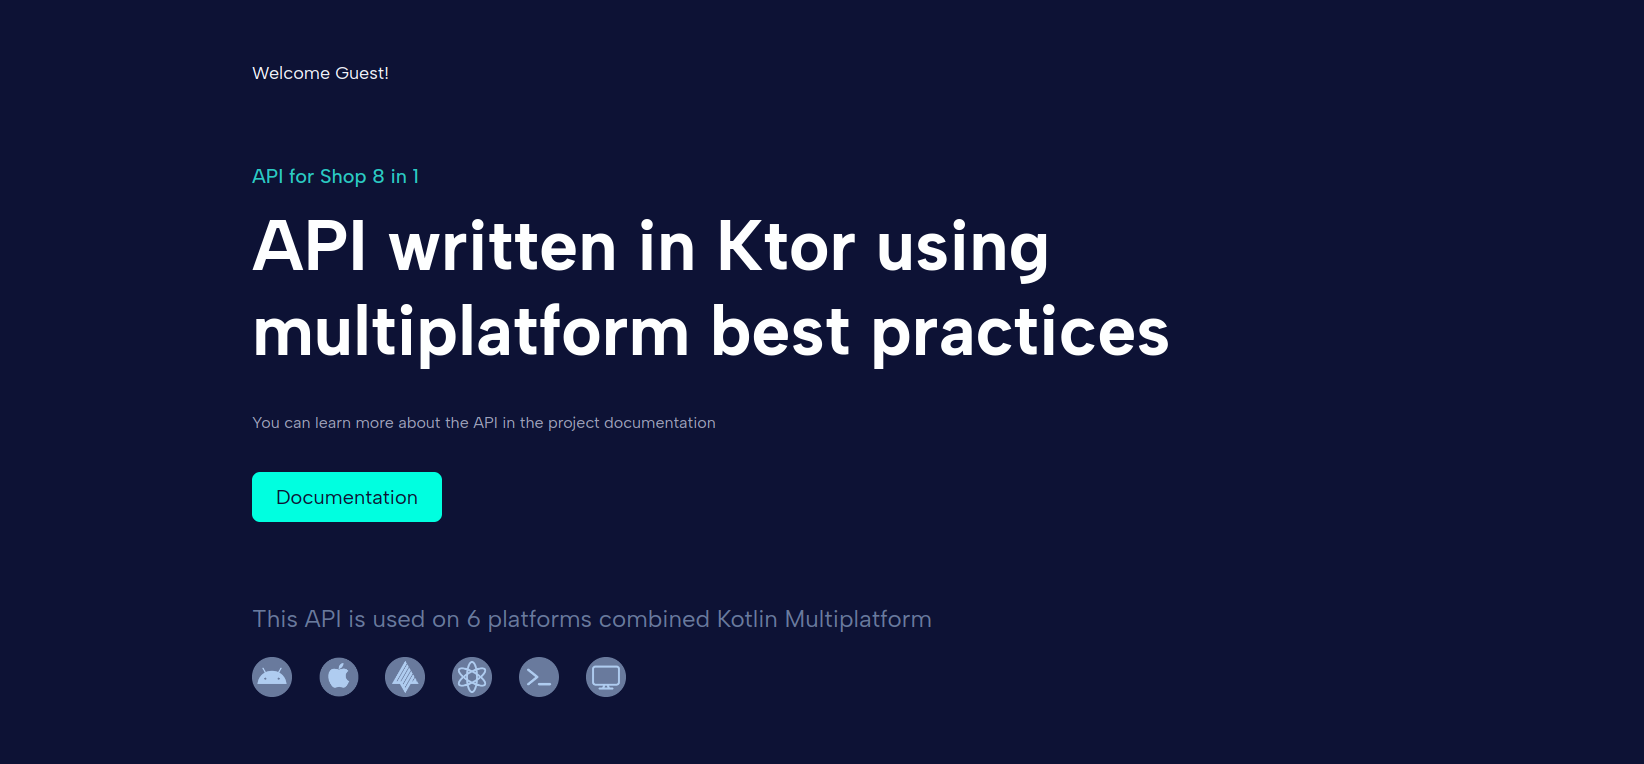 Welcome Guest!
API for Shop 8 in 1
API written in Ktor using
multiplatform best practices
You can learn more about the API in the project documentation
Documentation
This API is used on 6 platforms combined Kotlin Multiplatform